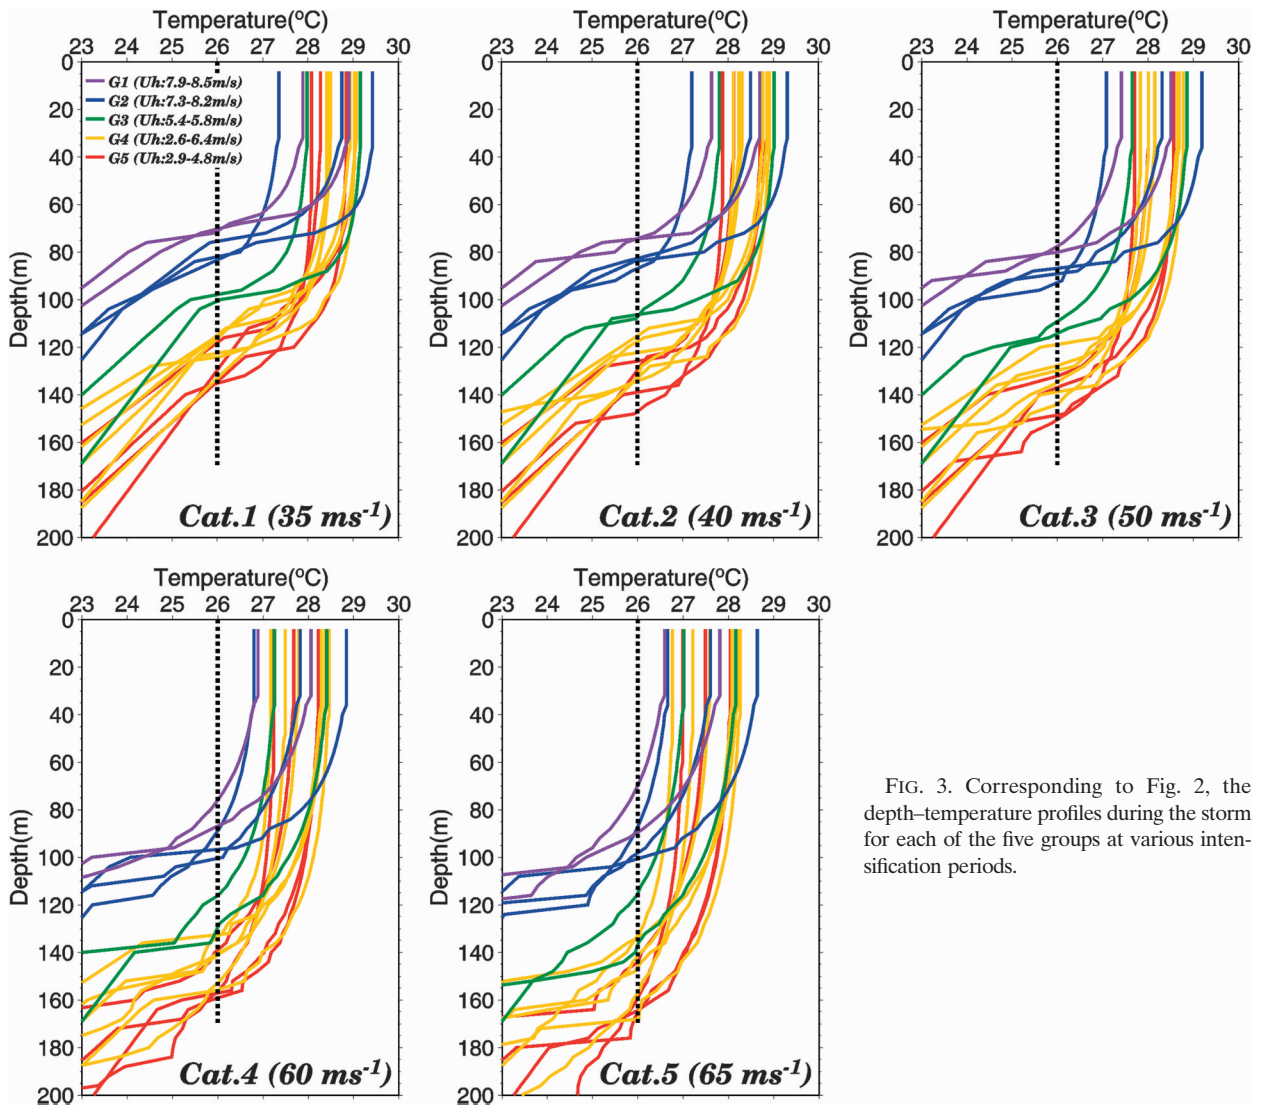 Temperature(°C) Temperature(°C) Temperature(°C)
23 24 25 26 27 28 29 30 23 24 25 26 27 28 29 30 23 24 25 26 27 28 29 30
0 0 0
G1 (Uh:7.9-8.5m/s)
20 20 20
G2 (Uh:7.3-8.2m/s)
G3 (Uh:5.4-5.8m/s)
40 40 40
G4 (Uh:2.6-6.4m/s)
G5 (Uh:2.9-4.8m/s)
60 60 60
80 80 80
Depth(m) Depth(m) Depth(m)
100 100 100
120 120 120
140 140 140
160 160 160
180 180 180
Cat.1 (35 ms-1) Cat.2 (40 ms-1) Cat.3 (50 ms-1)
200 200 200
Temperature(°C) Temperature(°C)
23 24 25 26 27 28 29 30 23 24 25 26 27 28 29 30
0 0
20 20
40 40
60 60
80 80
Depth(m) Depth(m)
100 100
120 120
140 140
160 160
180 180
Cat.4 (60 ms-1) Cat.5 (65 ms-1)
200 200
FIG. 3. Corresponding to Fig. 2, the
depth–temperature profiles during the storm
for each of the five groups at various inten-
sification periods.